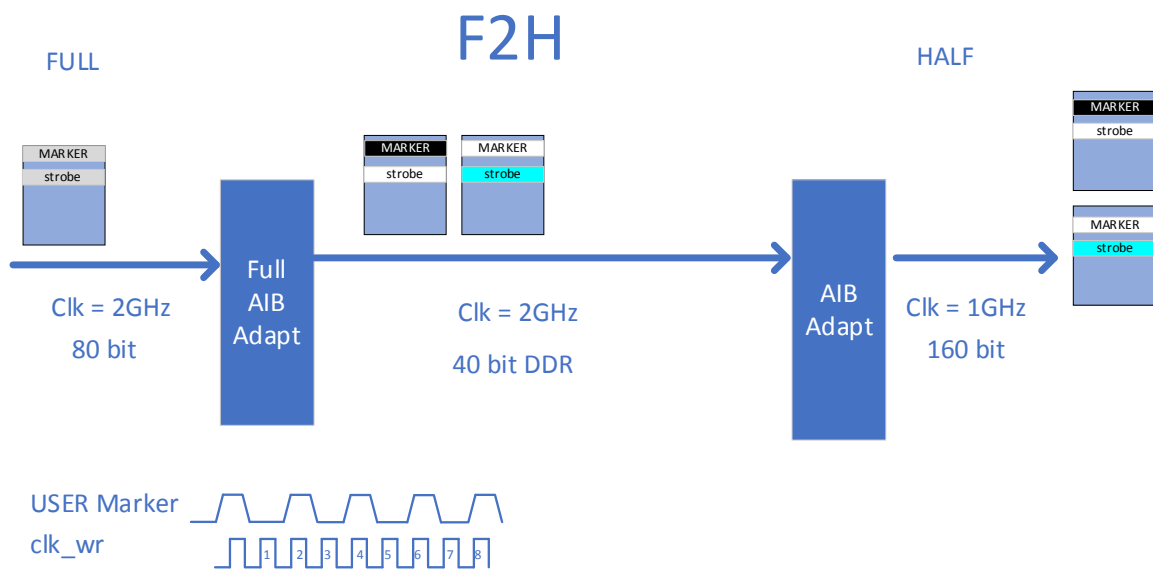 F2H
FULL
HALF
MARKER
strobe
MARKER
strobe
MARKER
strobe
MARKER
strobe
MARKER
strobe
Full
AIB
Adapt
AIB
Adapt
Clk = 2GHz
80 bit
Clk = 2GHz
40 bit DDR
Clk = 1GHz
160 bit
USER Marker
clk_wr
1 2 3 4 5 6 7 8